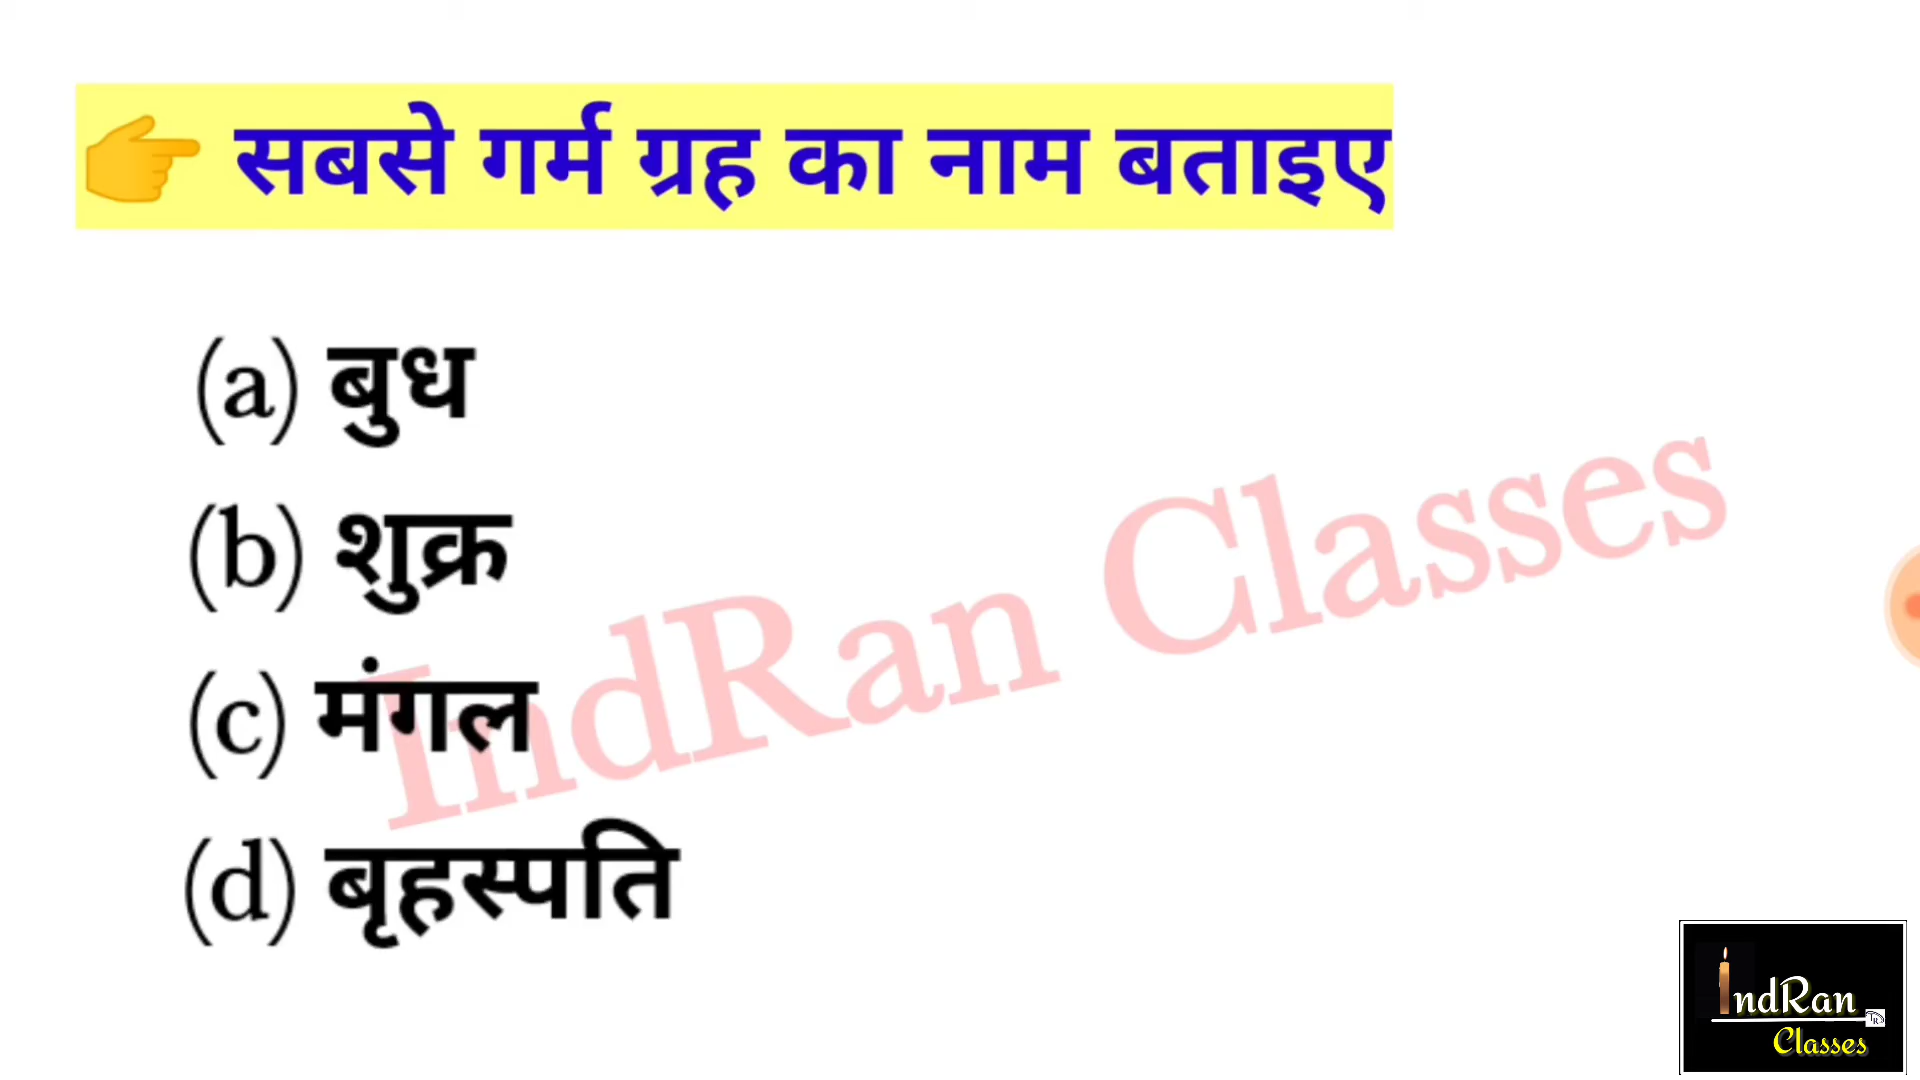 👉 सबसे गर्म ग्रह का नाम बताइए
(a) बुध
(b) शुक्र
(c) मंगल
(d) बृहस्पति
IndRan Classes
IndRan
Classes